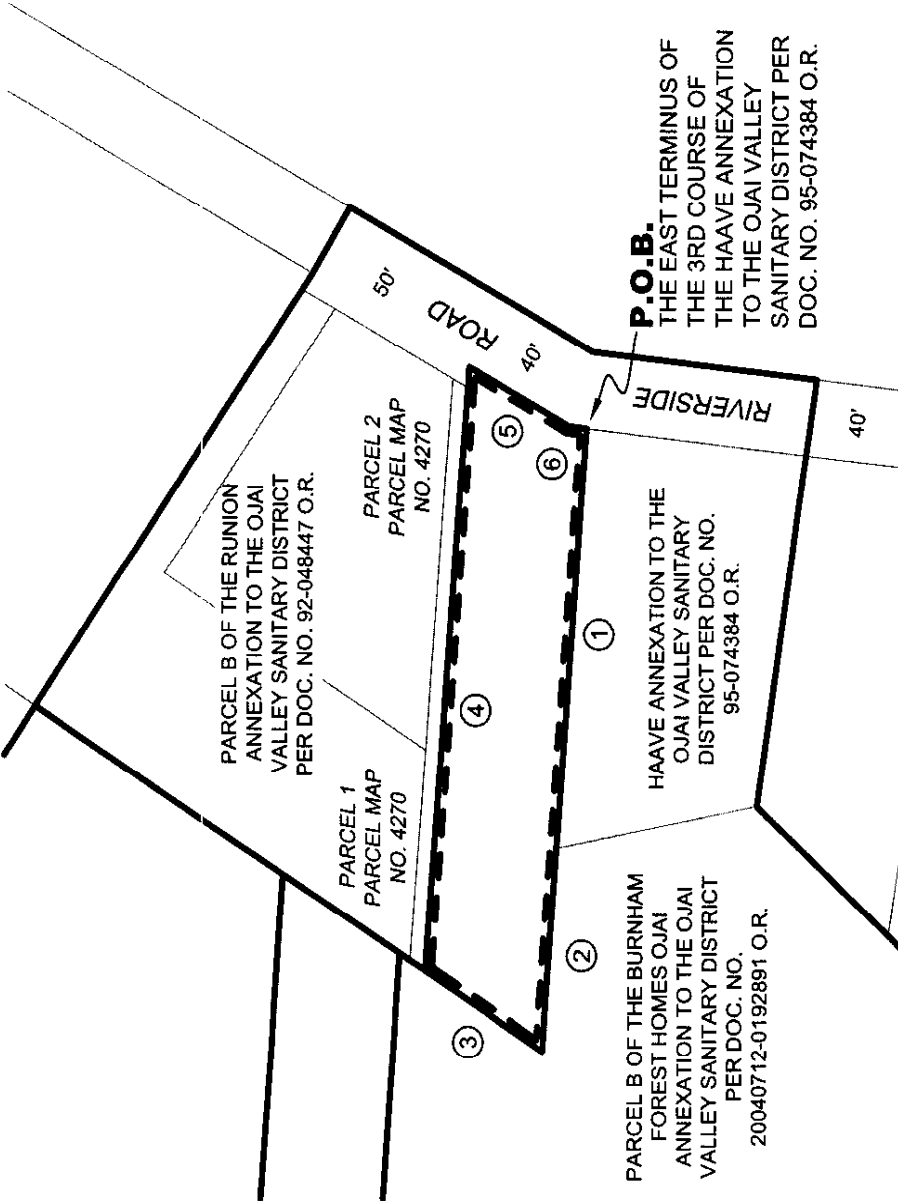 50'
ROAD
40'
P.O.B.
THE EAST TERMINUS OF
THE 3RD COURSE OF
THE HAAVE ANNEXATION
TO THE OJAI VALLEY
SANITARY DISTRICT PER
DOC. NO. 95-074384 O.R.
RIVERSIDE
40'
PARCEL B OF THE RUNION
ANNEXATION TO THE OJAI
VALLEY SANITARY DISTRICT
PER DOC. NO. 92-048447 O.R.
PARCEL 2
PARCEL MAP
NO. 4270
5
6
PARCEL 1
PARCEL MAP
NO. 4270
4
1
HAAVE ANNEXATION TO THE
OJAI VALLEY SANITARY
DISTRICT PER DOC. NO.
95-074384 O.R.
3
2
PARCEL B OF THE BURNHAM
FOREST HOMES OJAI
ANNEXATION TO THE OJAI
VALLEY SANITARY DISTRICT
PER DOC. NO.
20040712-0192891 O.R.